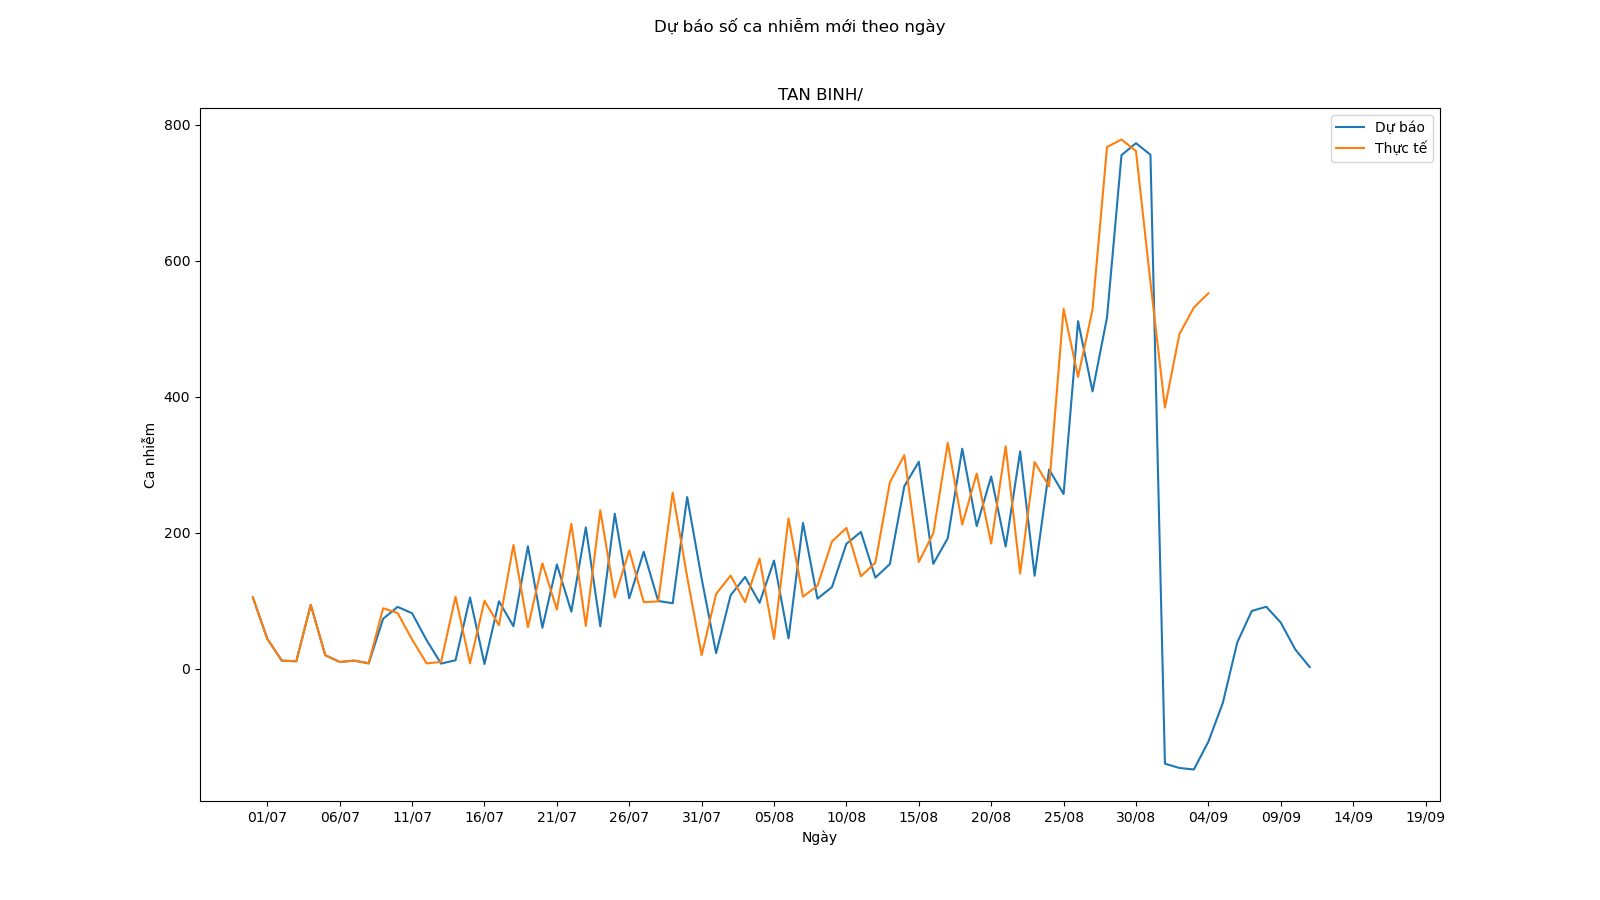 Dự báo số ca nhiễm mới theo ngày
TAN BINH/
Dự báo
Thực tế
800
600
400
200
0
Ca nhiễm
01/07 06/07 11/07 16/07 21/07 26/07 31/07 05/08 10/08 15/08 20/08 25/08 30/08 04/09 09/09 14/09 19/09
Ngày